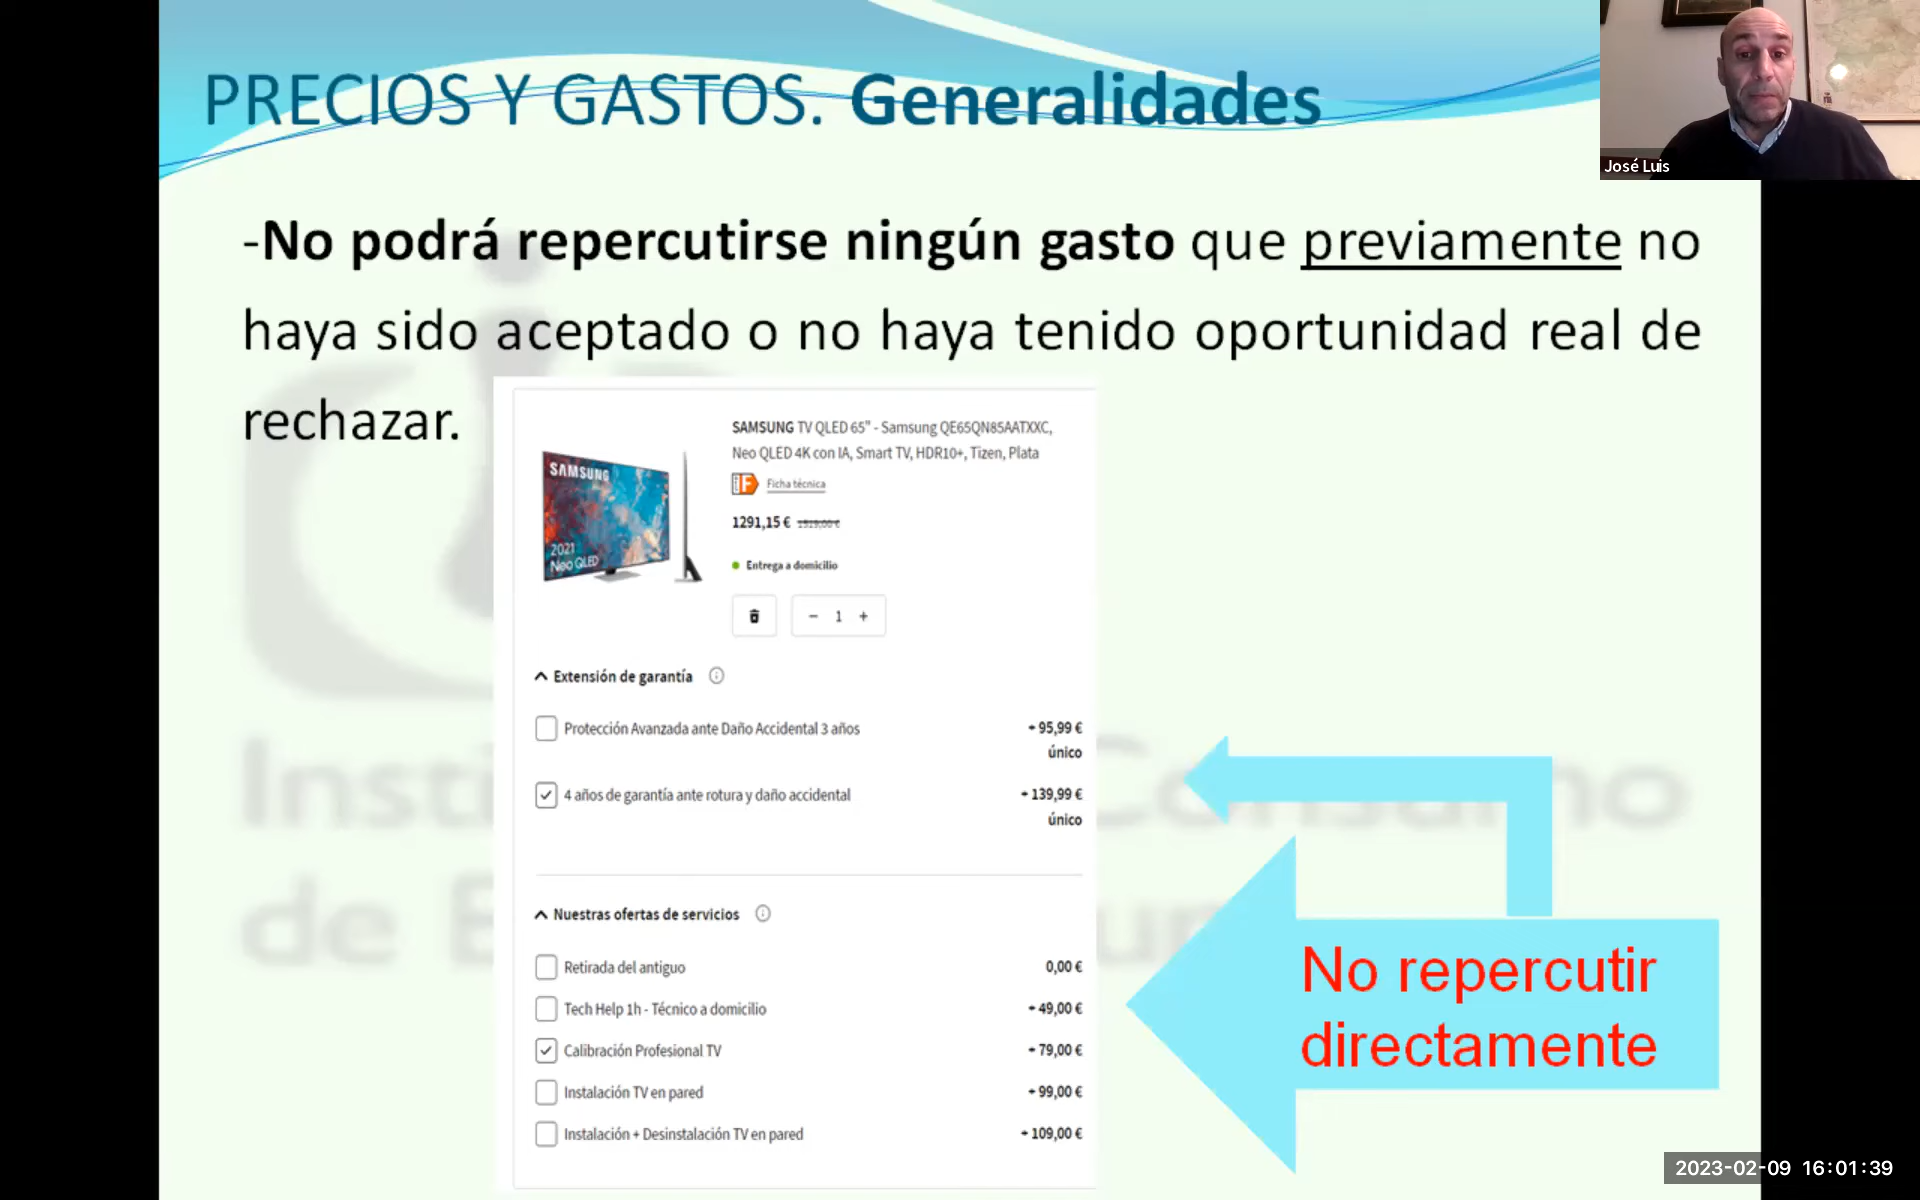 PRECIOS Y GASTOS. Generalidades
José Luis
-No podrá repercutirse ningún gasto que previamente no
haya sido aceptado o no haya tenido oportunidad real de
rechazar.
SAMSUNG TV QLED 65" - Samsung QE65QN85AATXXC,
Neo QLED 4K con IA, Smart TV, HDR10+, Tizen, Plata
SAMSUNG
F
Ficha técnica
1291,15 €
2021
Neo QLED
Entrega a domicilio
− 1 +
Extensión de garantía
Protección Avanzada ante Daño Accidental 3 años
+ 95,99 €
único
4 años de garantía ante rotura y daño accidental
+ 139,99 €
único
Nuestras ofertas de servicios
Retirada del antiguo
0,00 €
Tech Help 1h - Técnico a domicilio
+ 49,00 €
Calibración Profesional TV
+ 79,00 €
Instalación TV en pared
+ 99,00 €
Instalación + Desinstalación TV en pared
+ 109,00 €
No repercutir
directamente
2023-02-09 16:01:39